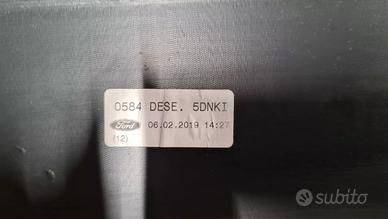 0584 DESE. 5DNKI
Ford 06.02.2019 14:27
(12)
subito